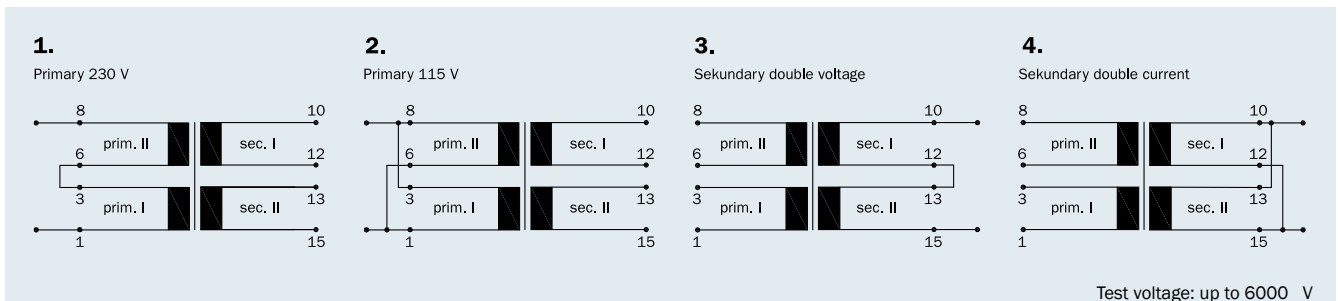 1.
Primary 230 V
8
10
prim. II
sec. I
6
12
3
13
prim. I
sec. II
1
15
2.
Primary 115 V
8
10
prim. II
sec. I
6
12
3
13
prim. I
sec. II
1
15
3.
Sekundary double voltage
8
10
prim. II
sec. I
6
12
3
13
prim. I
sec. II
1
15
4.
Sekundary double current
8
10
prim. II
sec. I
6
12
3
13
prim. I
sec. II
1
15
Test voltage: up to 6000 V